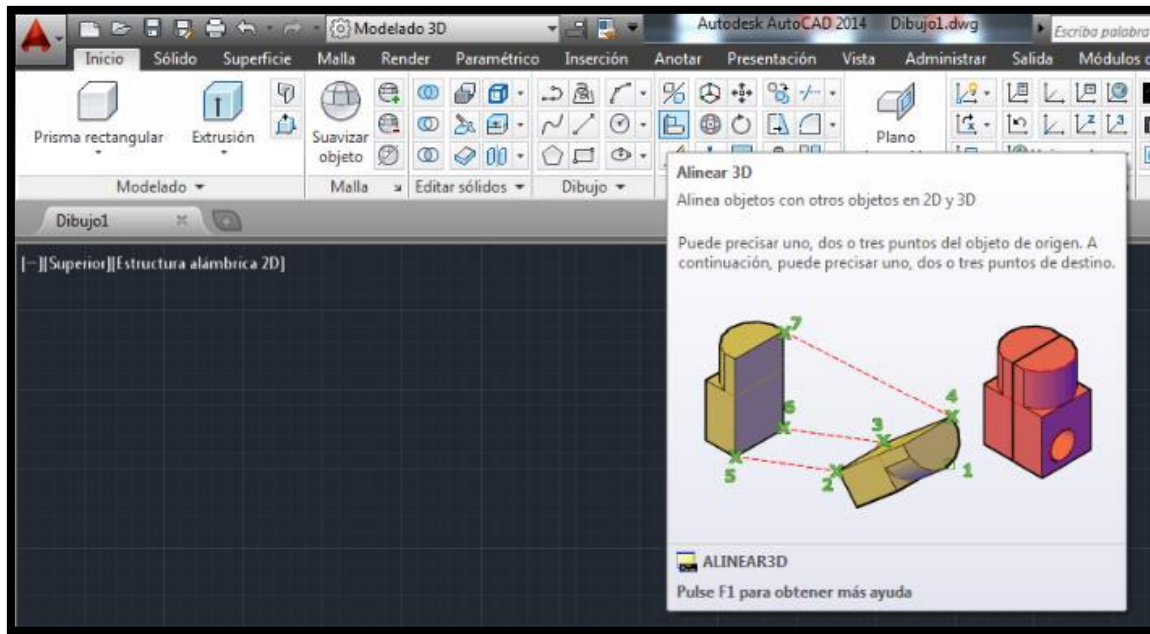 Modelado 3D Autodesk AutoCAD 2014 Dibujo1.dwg Escriba palabra
Inicio Sólido Superficie Malla Render Paramétrico Inserción Anotar Presentación Vista Administrar Salida Módulos
Prisma rectangular Extrusión Suavizar objeto Plano
Modelado Malla Editar sólidos Dibujo
Dibujo1
[−][Superior][Estructura alámbrica 2D]
Alinear 3D
Alinea objetos con otros objetos en 2D y 3D
Puede precisar uno, dos o tres puntos del objeto de origen. A
continuación, puede precisar uno, dos o tres puntos de destino.
7
4
6
3
5
2
1
ALINEAR3D
Pulse F1 para obtener más ayuda